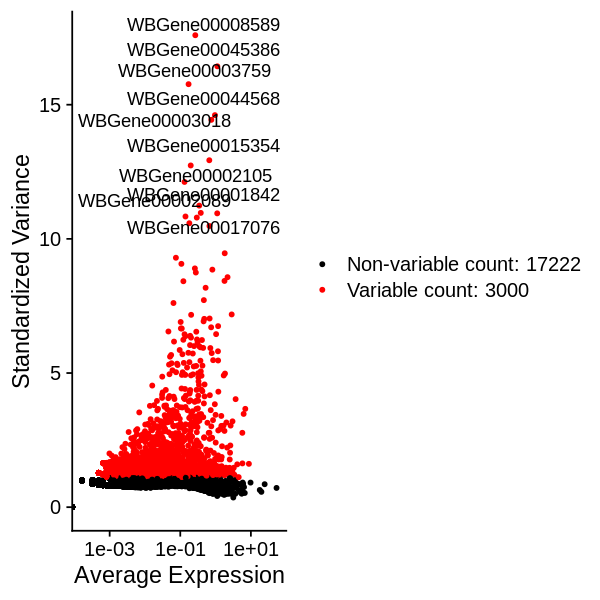 WBGene00008589
WBGene00045386
WBGene00003759
15
WBGene00044568
WBGene00003018
WBGene00015354
WBGene00002105
WBGene00001842
WBGene00002089
WBGene00017076
10
5
0
Standardized Variance
1e-03 1e-01 1e+01
Average Expression
Non-variable count: 17222
Variable count: 3000